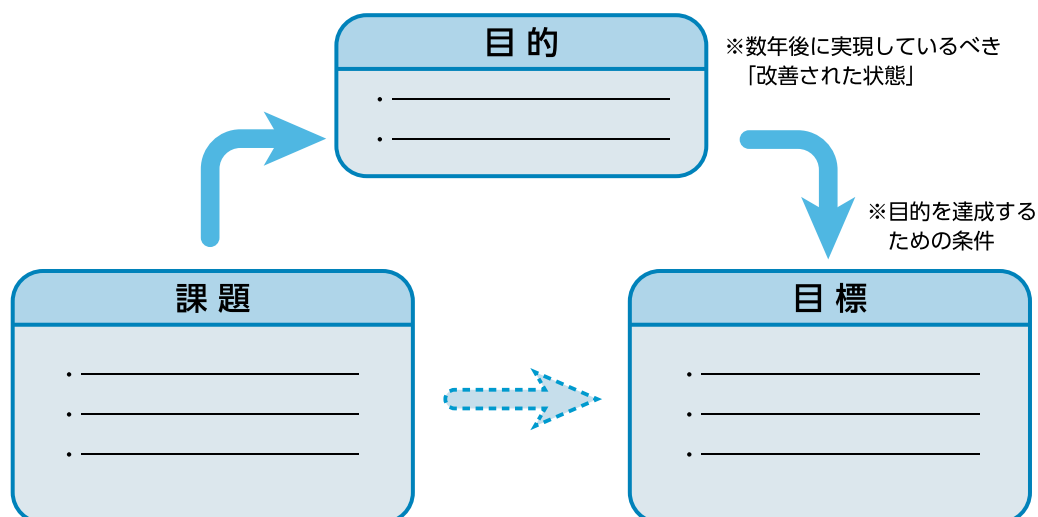 目的
※数年後に実現しているべき
「改善された状態」
※目的を達成する
ための条件
課題
目標